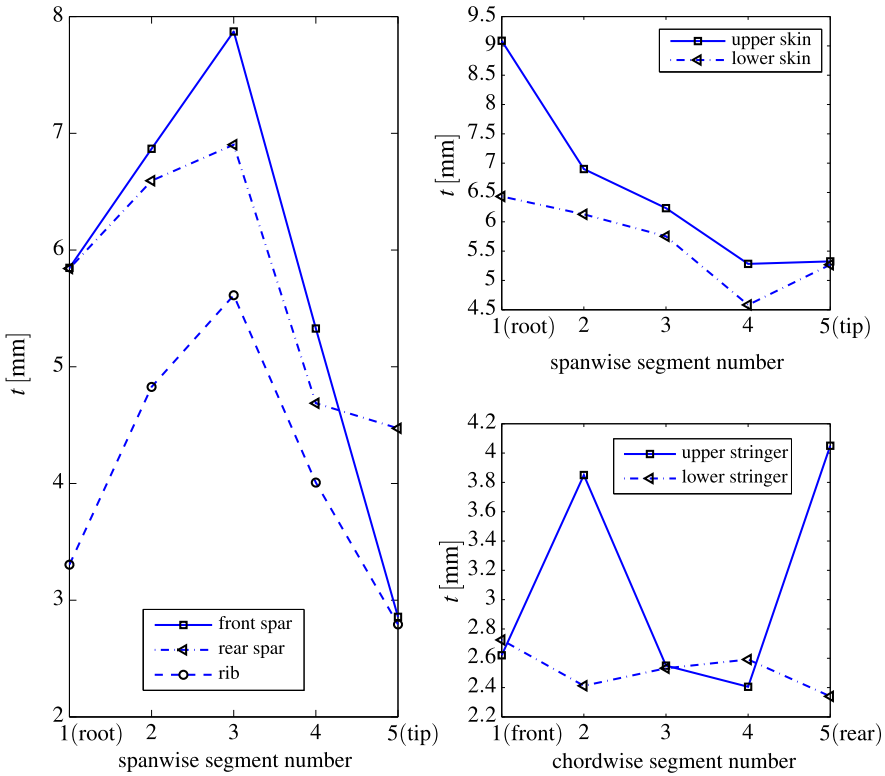 8
7
6
5
4
3
2
t [mm]
1(root) 2 3 4 5(tip)
spanwise segment number
front spar
rear spar
rib
9.5
9
8.5
8
7.5
7
6.5
6
5.5
5
4.5
t [mm]
upper skin
lower skin
1(root) 2 3 4 5(tip)
spanwise segment number
4.2
4
3.8
3.6
3.4
3.2
3
2.8
2.6
2.4
2.2
t [mm]
upper stringer
lower stringer
1(front) 2 3 4 5(rear)
chordwise segment number